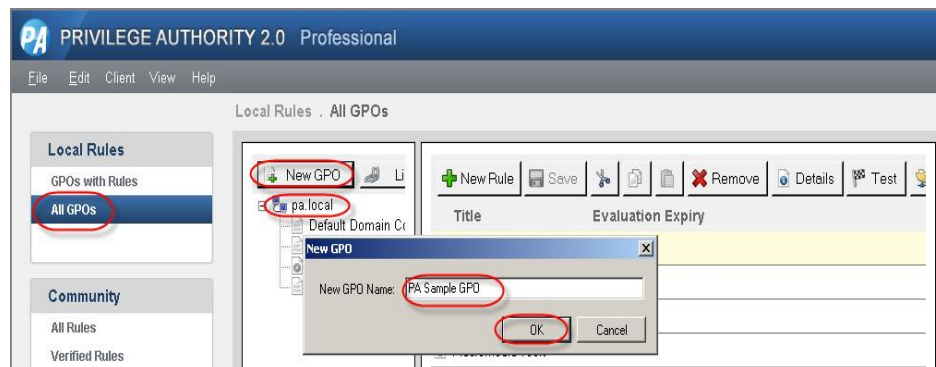 PA PRIVILEGE AUTHORITY 2.0 Professional
File Edit Client View Help
Local Rules . All GPOs
Local Rules
GPOs with Rules
All GPOs
Community
All Rules
Verified Rules
New GPO Li
pa.local
Default Domain Co
New Rule Save Remove Details Test
Title Evaluation Expiry
New GPO
New GPO Name: PA Sample GPO
OK Cancel